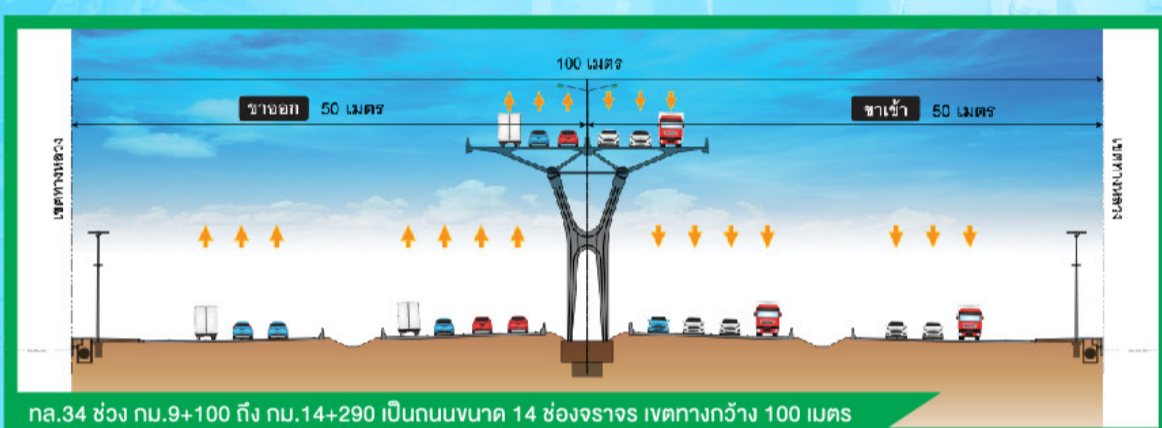 100 เมตร
ขาออก 50 เมตร
ขาเข้า 50 เมตร
เขตทางหลวง
เขตทางหลวง
ทล.34 ช่วง กม.9+100 ถึง กม.14+290 เป็นถนนขนาด 14 ช่องจราจร เขตทางกว้าง 100 เมตร